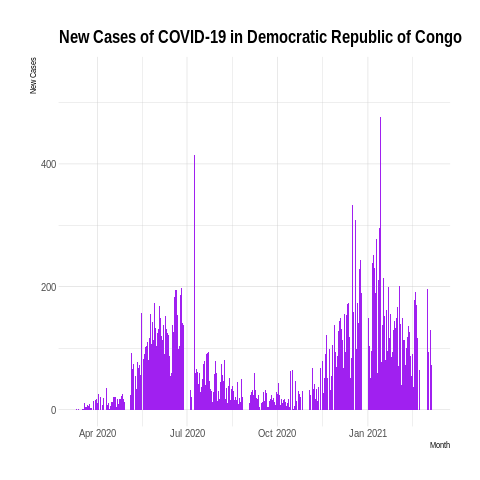 New Cases of COVID-19 in Democratic Republic of Congo
New Cases
400
200
0
Apr 2020
Jul 2020
Oct 2020
Jan 2021
Month